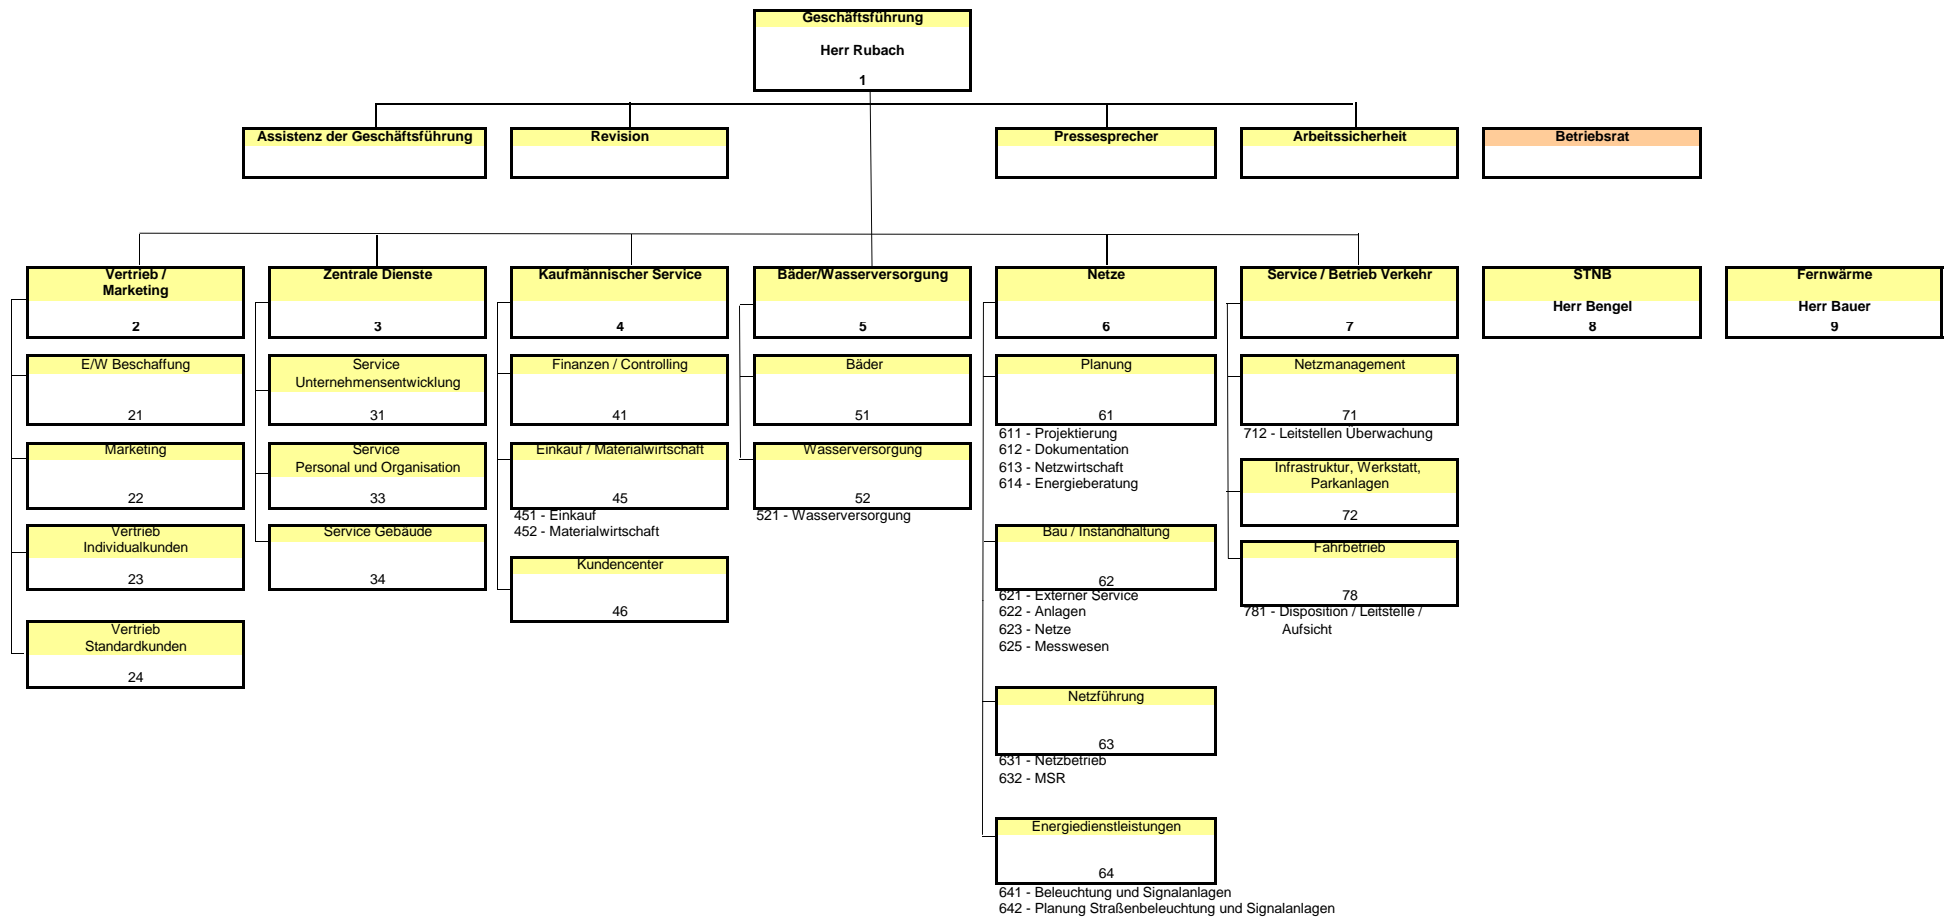 Geschäftsführung
Herr Rubach
1
Assistenz der Geschäftsführung
Revision
Pressesprecher
Arbeitssicherheit
Betriebsrat
Vertrieb /
Marketing
2
E/W Beschaffung
21
Marketing
22
Vertrieb
Individualkunden
23
Vertrieb
Standardkunden
24
Zentrale Dienste
3
Service
Unternehmensentwicklung
31
Service
Personal und Organisation
33
Service Gebäude
34
Kaufmännischer Service
4
Finanzen / Controlling
41
Einkauf / Materialwirtschaft
45
451 - Einkauf
452 - Materialwirtschaft
Kundencenter
46
Bäder/Wasserversorgung
5
Bäder
51
Wasserversorgung
52
521 - Wasserversorgung
Netze
6
Planung
61
611 - Projektierung
612 - Dokumentation
613 - Netzwirtschaft
614 - Energieberatung
Bau / Instandhaltung
62
621 - Externer Service
622 - Anlagen
623 - Netze
625 - Messwesen
Netzführung
63
631 - Netzbetrieb
632 - MSR
Energiedienstleistungen
64
641 - Beleuchtung und Signalanlagen
642 - Planung Straßenbeleuchtung und Signalanlagen
Service / Betrieb Verkehr
7
Netzmanagement
71
712 - Leitstellen Überwachung
Infrastruktur, Werkstatt,
Parkanlagen
72
Fahrbetrieb
78
781 - Disposition / Leitstelle /
Aufsicht
STNB
Herr Bengel
8
Fernwärme
Herr Bauer
9